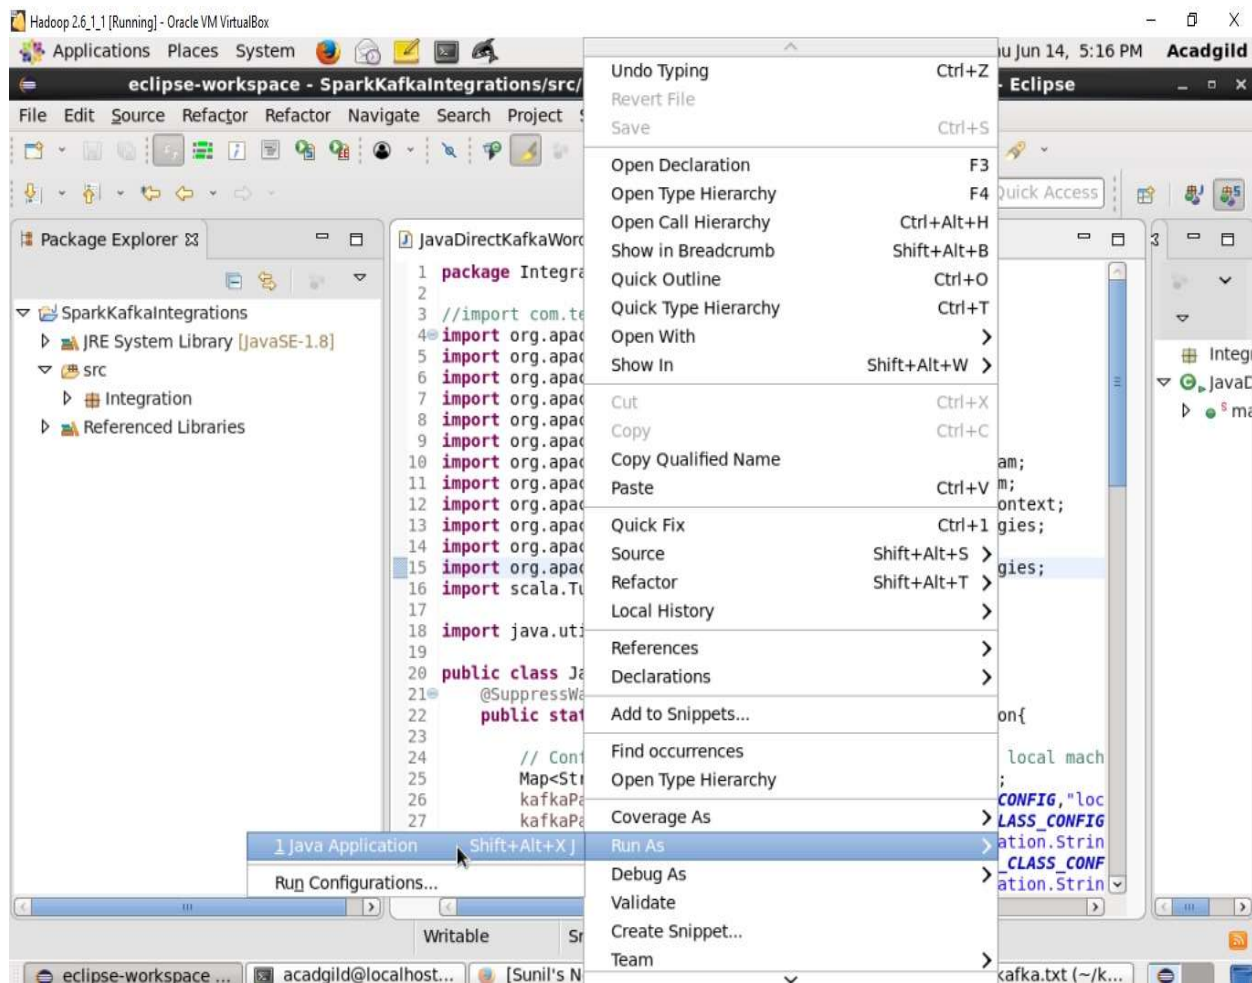 Hadoop 2.6_1_1 [Running] - Oracle VM VirtualBox
Applications Places System
Jun 14, 5:16 PM Acadgild
eclipse-workspace - SparkKafkaIntegrations/src/
- Eclipse
File Edit Source Refactor Refactor Navigate Search Project
Quick Access
Package Explorer
SparkKafkaIntegrations
JRE System Library [JavaSE-1.8]
src
Integration
Referenced Libraries
JavaDirectKafkaWord
1 package Integra
2
3 //import com.te
4 import org.apac
5 import org.apac
6 import org.apac
7 import org.apac
8 import org.apac
9 import org.apac
10 import org.apac am;
11 import org.apac m;
12 import org.apac ontext;
13 import org.apac gies;
14 import org.apac
15 import org.apac gies;
16 import scala.Tu
17
18 import java.uti
19
20 public class Ja
21 @SuppressWa
22 public stat on{
23
24 // Conf local mach
25 Map<Str ;
26 kafkaPa CONFIG,"loc
27 kafkaPa LASS_CONFIG
ation.Strin
_CLASS_CONF
ation.Strin
Undo Typing Ctrl+Z
Revert File
Save Ctrl+S
Open Declaration F3
Open Type Hierarchy F4
Open Call Hierarchy Ctrl+Alt+H
Show in Breadcrumb Shift+Alt+B
Quick Outline Ctrl+O
Quick Type Hierarchy Ctrl+T
Open With
Show In Shift+Alt+W
Cut Ctrl+X
Copy Ctrl+C
Copy Qualified Name
Paste Ctrl+V
Quick Fix Ctrl+1
Source Shift+Alt+S
Refactor Shift+Alt+T
Local History
References
Declarations
Add to Snippets...
Find occurrences
Open Type Hierarchy
Coverage As
Run As
Debug As
Validate
Create Snippet...
Team
1 Java Application Shift+Alt+X J
Run Configurations...
Integ
JavaD
ma
Writable
eclipse-workspace ...
acadgild@localhost...
[Sunil's N
kafka.txt (~/k...